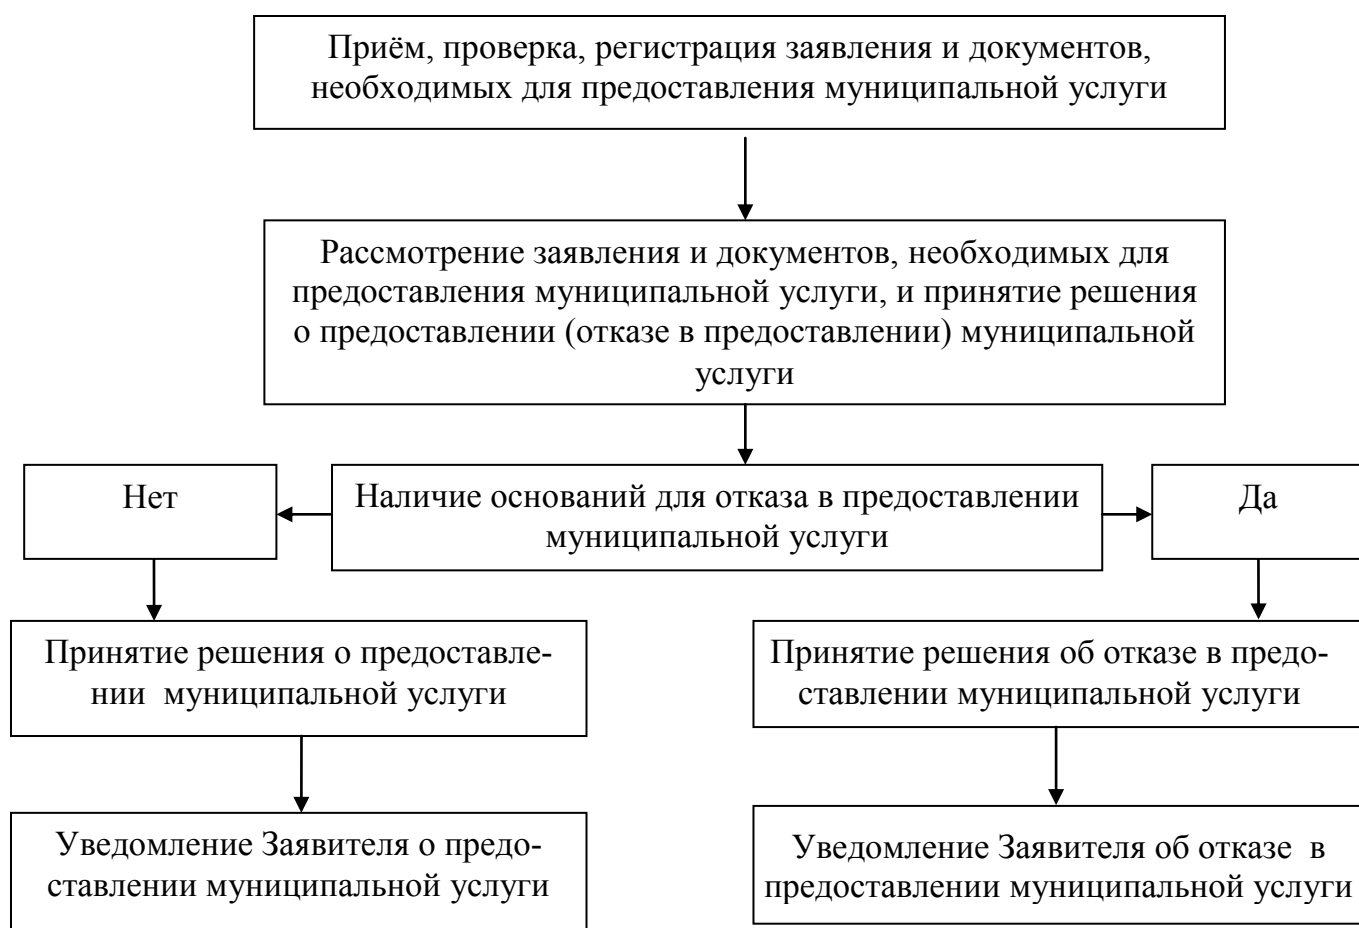 Приём, проверка, регистрация заявления и документов,
необходимых для предоставления муниципальной услуги
Рассмотрение заявления и документов, необходимых для
предоставления муниципальной услуги, и принятие решения
о предоставлении (отказе в предоставлении) муниципальной
услуги
Нет
Наличие оснований для отказа в предоставлении
муниципальной услуги
Да
Принятие решения о предоставле-
нии  муниципальной услуги
Принятие решения об отказе в предо-
ставлении муниципальной услуги
Уведомление Заявителя о предо-
ставлении муниципальной услуги
Уведомление Заявителя об отказе  в
предоставлении муниципальной услуги